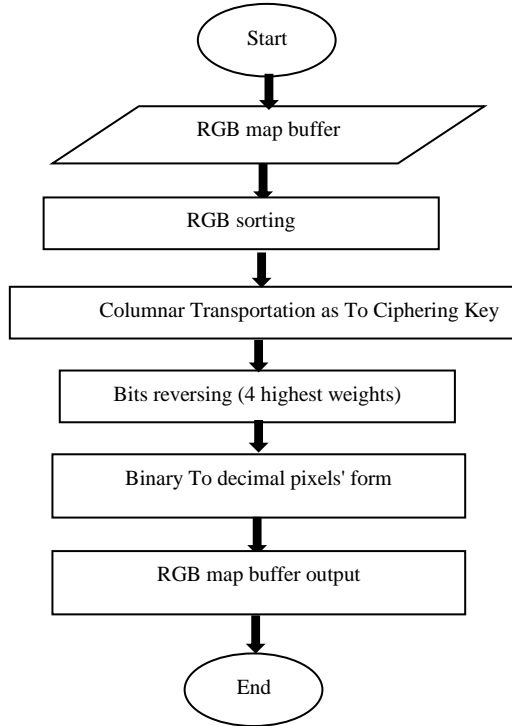 Start
RGB map buffer
RGB sorting
Columnar Transportation as To Ciphering Key
Bits reversing (4 highest weights)
Binary To decimal pixels' form
RGB map buffer output
End